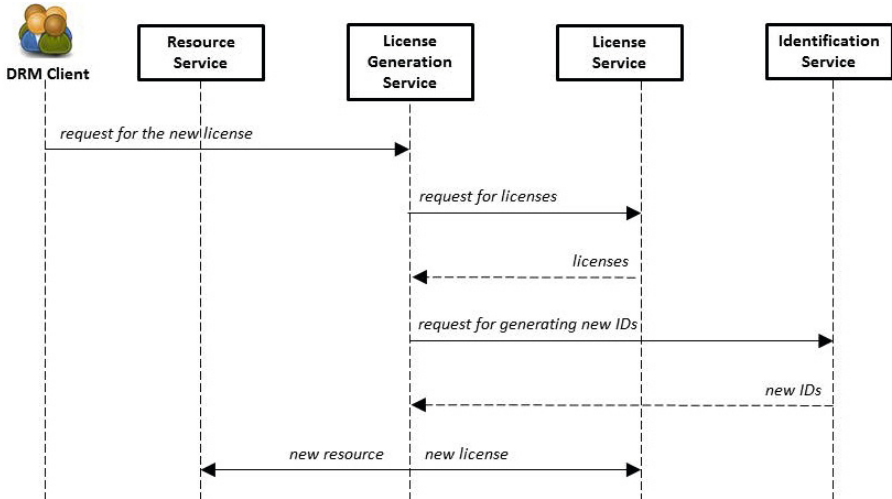 DRM Client
Resource
Service
License
Generation
Service
License
Service
Identification
Service
request for the new license
request for licenses
licenses
request for generating new IDs
new IDs
new resource
new license